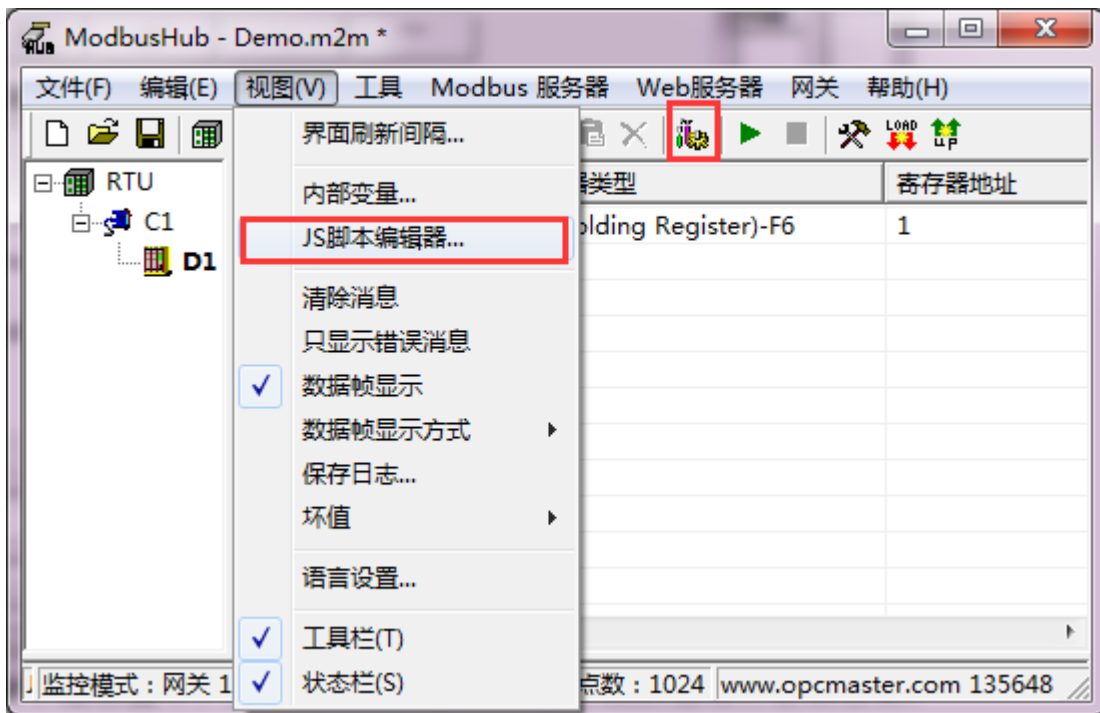 ModbusHub - Demo.m2m *
文件(F) 编辑(E) 视图(V) 工具 Modbus 服务器 Web服务器 网关 帮助(H)
LOAD UP
RTU
C1
D1
界面刷新间隔...
内部变量...
JS脚本编辑器...
清除消息
只显示错误消息
数据帧显示
数据帧显示方式
保存日志...
坏值
语言设置...
工具栏(T)
状态栏(S)
器类型 寄存器地址
olding Register)-F6 1
监控模式：网关 1 点数：1024 www.opcmaster.com 135648